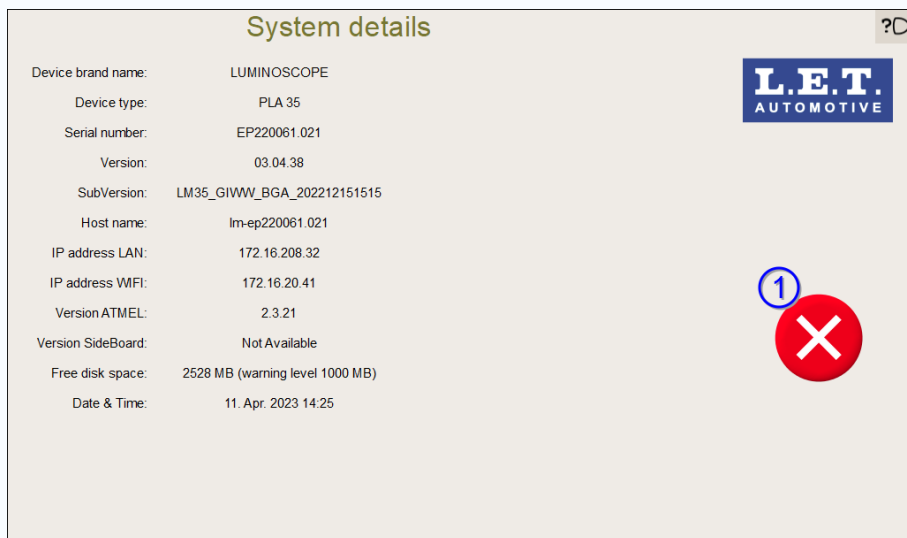 System details
?
Device brand name: LUMINOSCOPE
L.E.T.
AUTOMOTIVE
Device type: PLA 35
Serial number: EP220061.021
Version: 03.04.38
SubVersion: LM35_GIWW_BGA_202212151515
Host name: lm-ep220061.021
IP address LAN: 172.16.208.32
IP address WIFI: 172.16.20.41
1
Version ATMEL: 2.3.21
Version SideBoard: Not Available
Free disk space: 2528 MB (warning level 1000 MB)
Date & Time: 11. Apr. 2023 14:25